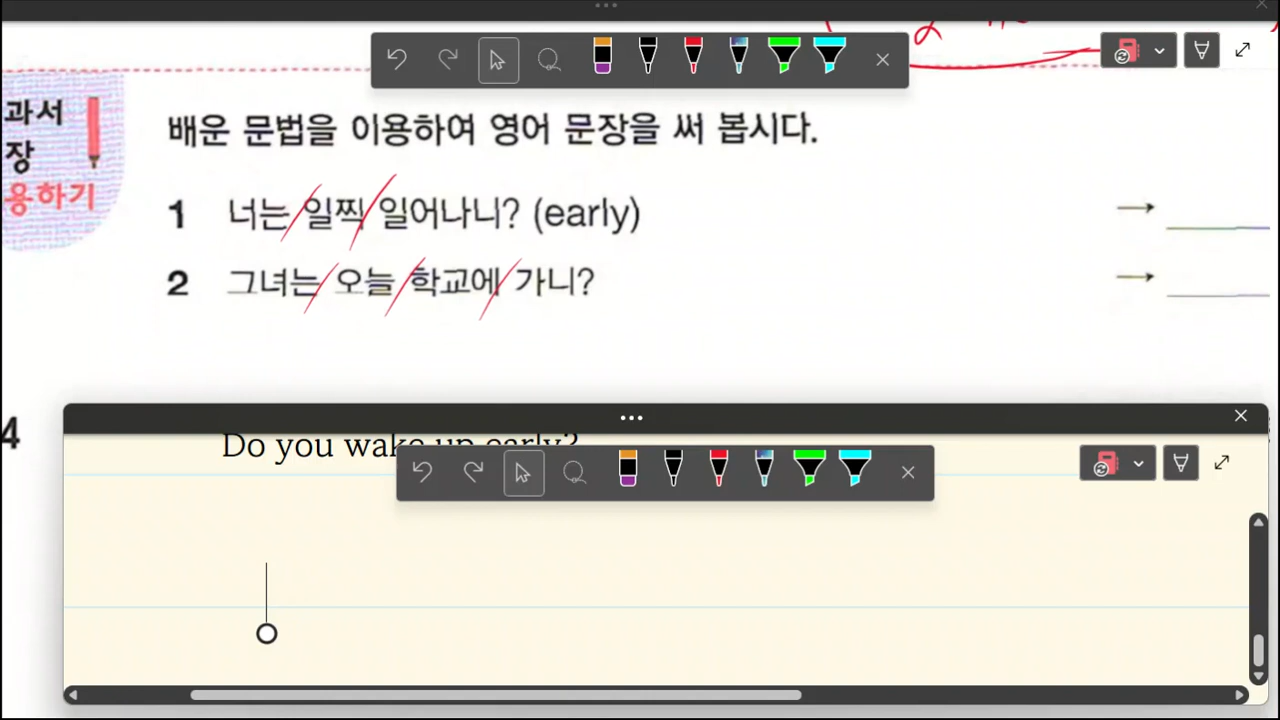 과서
장
용하기
배운 문법을 이용하여 영어 문장을 써 봅시다.
1 너는 일찍 일어나니? (early) →
2 그녀는 오늘 학교에 가니? →
4
Do you wake up early?